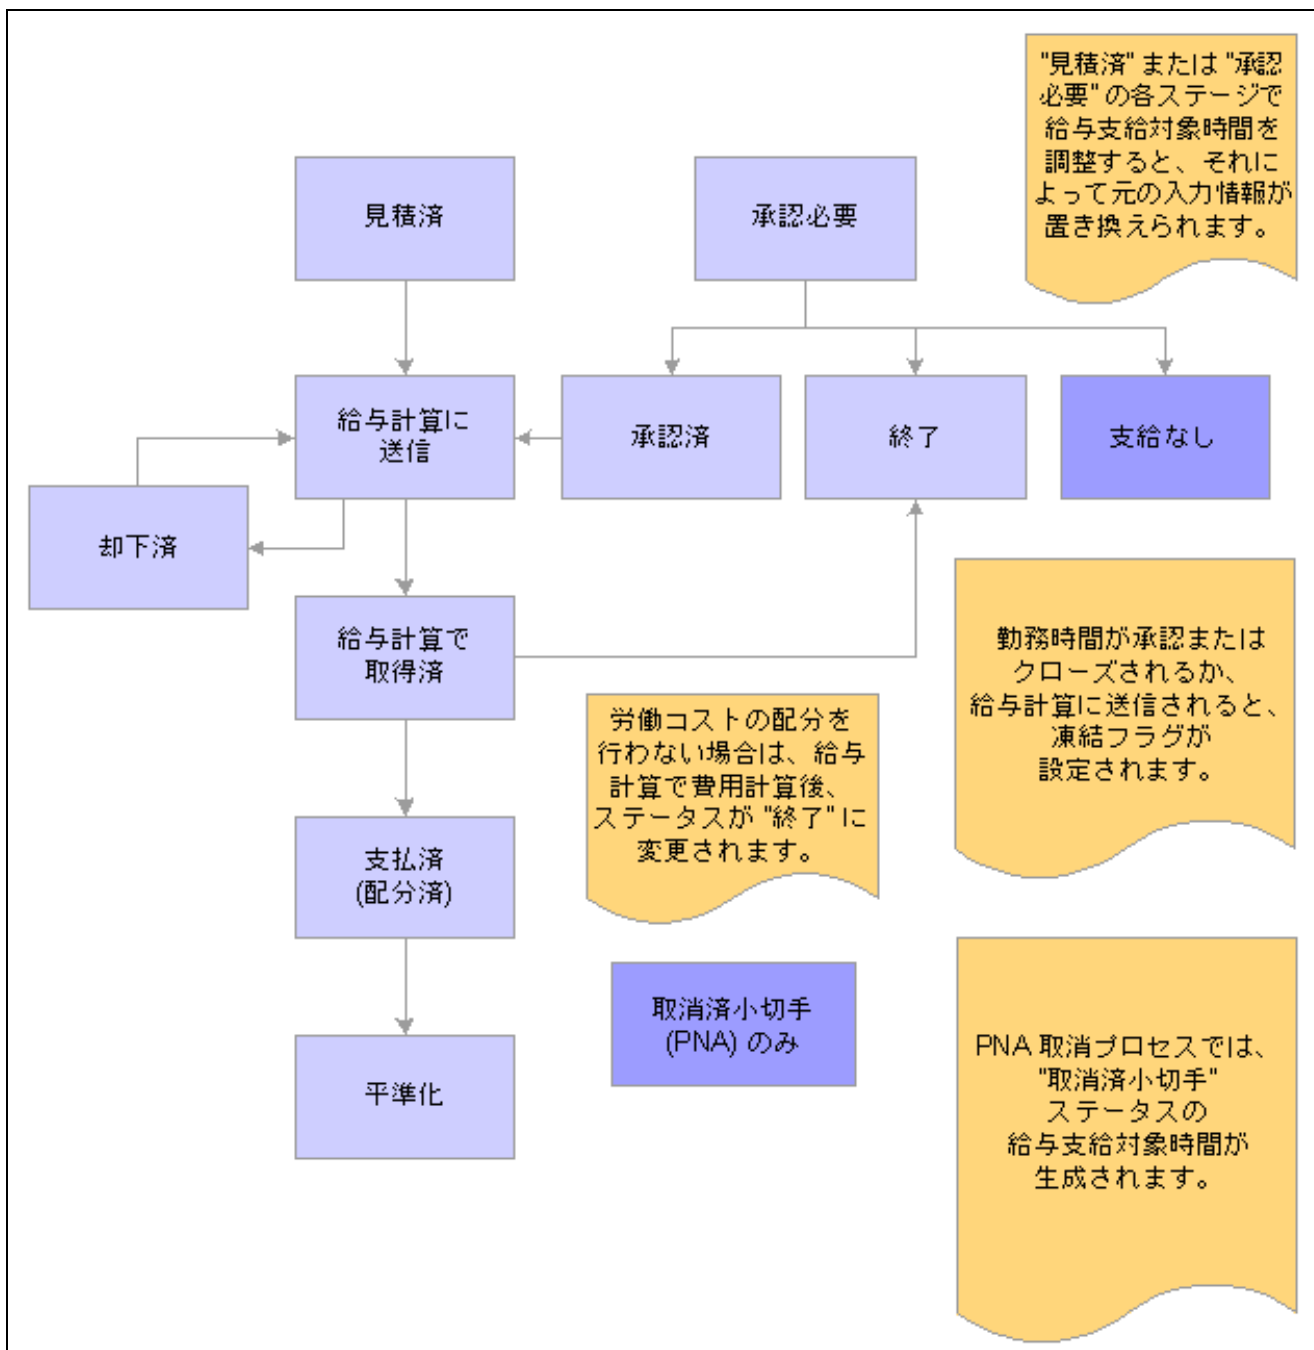 "見積済" または "承認
必要" の各ステージで
給与支給対象時間を
調整すると、それに
よって元の入力情報が
置き換えられます。
見積済
承認必要
給与計算に
送信
承認済
終了
支給なし
却下済
給与計算で
取得済
勤務時間が承認または
クローズされるか、
給与計算に送信されると、
凍結フラグが
設定されます。
労働コストの配分を
行わない場合は、給与
計算で費用計算後、
ステータスが "終了" に
変更されます。
支払済
(配分済)
取消済小切手
(PNA) のみ
平準化
PNA 取消プロセスでは、
"取消済小切手"
ステータスの
給与支給対象時間が
生成されます。